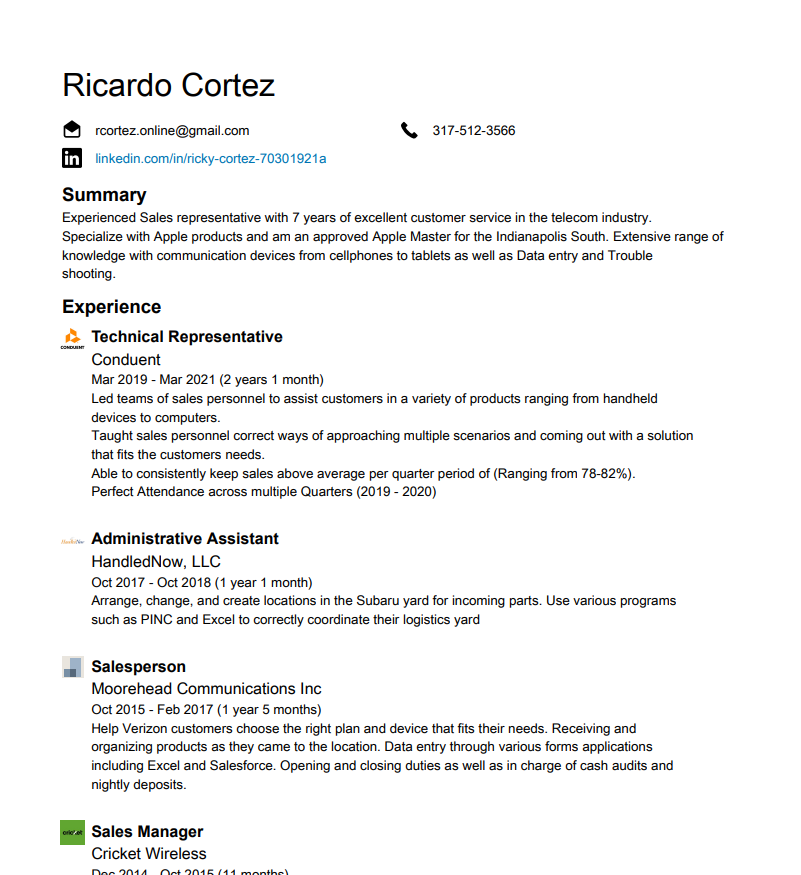 Ricardo Cortez
rcortez.online@gmail.com
317-512-3566
linkedin.com/in/ricky-cortez-70301921a
Summary
Experienced Sales representative with 7 years of excellent customer service in the telecom industry.
Specialize with Apple products and am an approved Apple Master for the Indianapolis South. Extensive range of
knowledge with communication devices from cellphones to tablets as well as Data entry and Trouble
shooting.
Experience
CONDUENT
Technical Representative
Conduent
Mar 2019 - Mar 2021 (2 years 1 month)
Led teams of sales personnel to assist customers in a variety of products ranging from handheld
devices to computers.
Taught sales personnel correct ways of approaching multiple scenarios and coming out with a solution
that fits the customers needs.
Able to consistently keep sales above average per quarter period of (Ranging from 78-82%).
Perfect Attendance across multiple Quarters (2019 - 2020)
HandledNow
Administrative Assistant
HandledNow, LLC
Oct 2017 - Oct 2018 (1 year 1 month)
Arrange, change, and create locations in the Subaru yard for incoming parts. Use various programs
such as PINC and Excel to correctly coordinate their logistics yard
Salesperson
Moorehead Communications Inc
Oct 2015 - Feb 2017 (1 year 5 months)
Help Verizon customers choose the right plan and device that fits their needs. Receiving and
organizing products as they came to the location. Data entry through various forms applications
including Excel and Salesforce. Opening and closing duties as well as in charge of cash audits and
nightly deposits.
cricket
Sales Manager
Cricket Wireless
Dec 2014 - Oct 2015 (11 months)